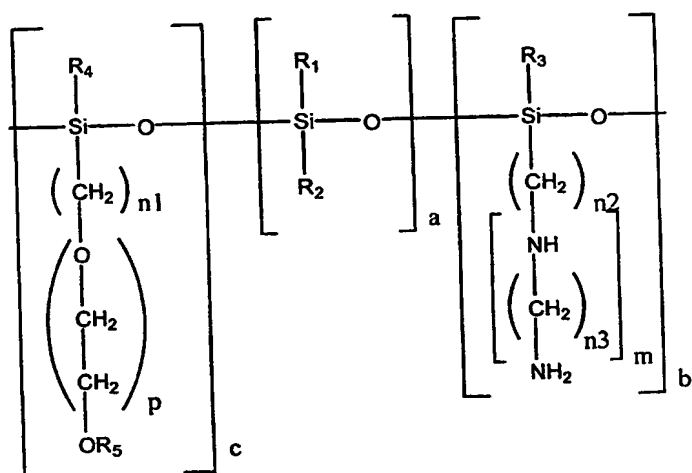 R4 R1 R3
Si O Si O Si O
(CH2)n1 R2 (CH2)n2
a
O NH
CH2 (CH2)n3
m
CH2 p NH2
b
OR5
c